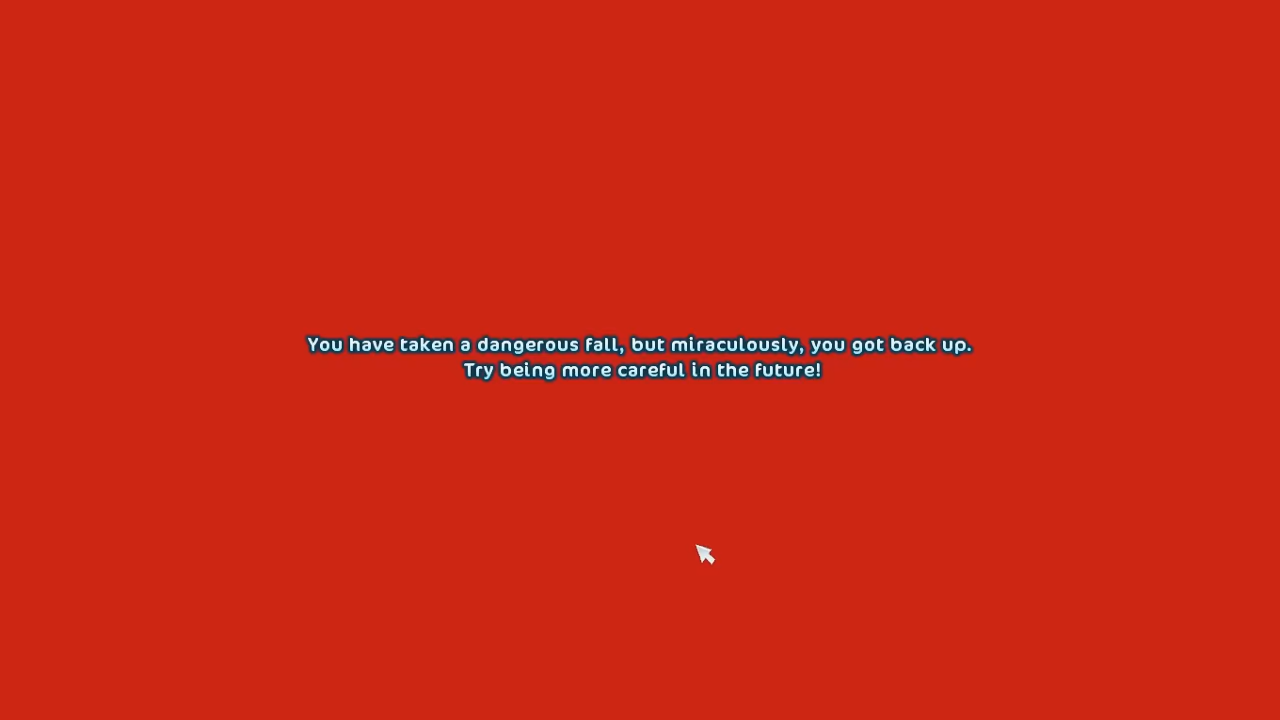 You have taken a dangerous fall, but miraculously, you got back up.
Try being more careful in the future!